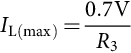 I_L(max) = 0.7V / R_3